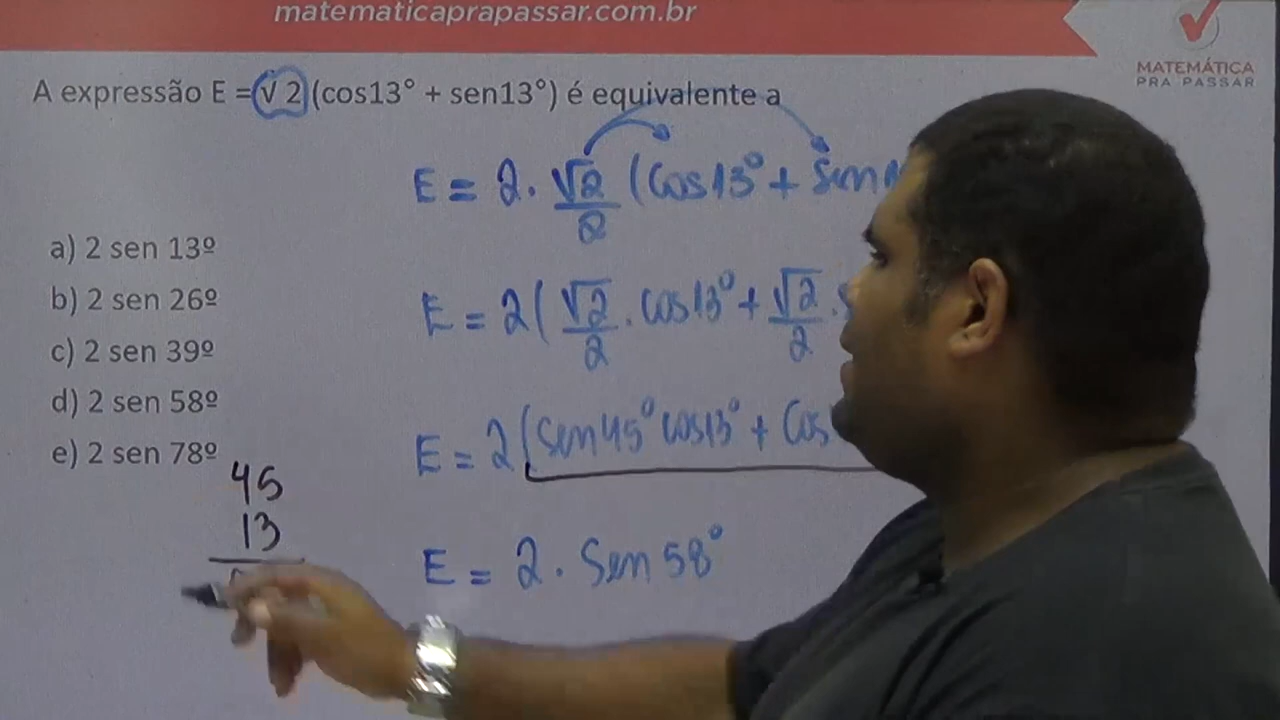 matematicaprapassar.com.br
MATEMÁTICA
PRA PASSAR
A expressão E = √2 (cos13° + sen13°) é equivalente a
E = 2 . √2/2 (Cos13° + Sen
E = 2 ( √2/2 . cos13° + √2/2 .
E = 2 ( Sen45° cos13° + Cos
E = 2 . Sen 58°
a) 2 sen 13º
b) 2 sen 26º
c) 2 sen 39º
d) 2 sen 58º
e) 2 sen 78º
45
13